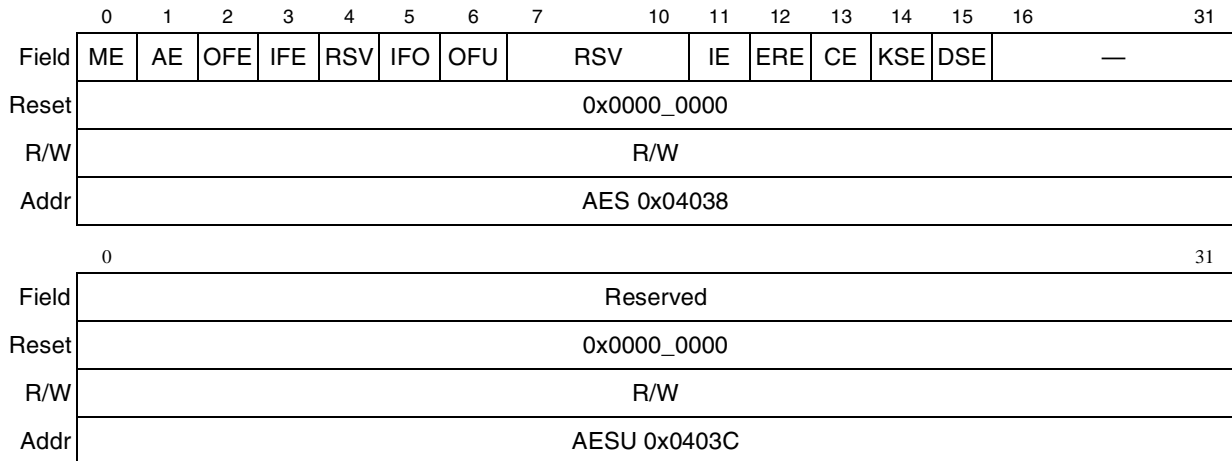 0 1 2 3 4 5 6 7 10 11 12 13 14 15 16 31
Field ME AE OFE IFE RSV IFO OFU RSV IE ERE CE KSE DSE —
Reset 0x0000_0000
R/W R/W
Addr AES 0x04038
0 31
Field Reserved
Reset 0x0000_0000
R/W R/W
Addr AESU 0x0403C